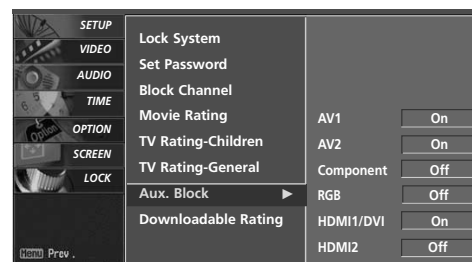 SETUP
VIDEO
AUDIO
TIME
OPTION
SCREEN
LOCK
Menu Prev.
Lock System
Set Password
Block Channel
Movie Rating
TV Rating-Children
TV Rating-General
Aux. Block ▶
Downloadable Rating
AV1 On
AV2 On
Component Off
RGB Off
HDMI1/DVI On
HDMI2 Off